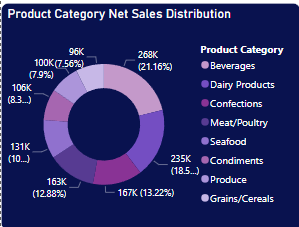 Product Category Net Sales Distribution
96K
(7.56%)
100K
(7.9%)
106K
(8.3...)
131K
(10...)
163K
(12.88%)
167K (13.22%)
235K
(18.5...)
268K
(21.16%)
Product Category
Beverages
Dairy Products
Confections
Meat/Poultry
Seafood
Condiments
Produce
Grains/Cereals